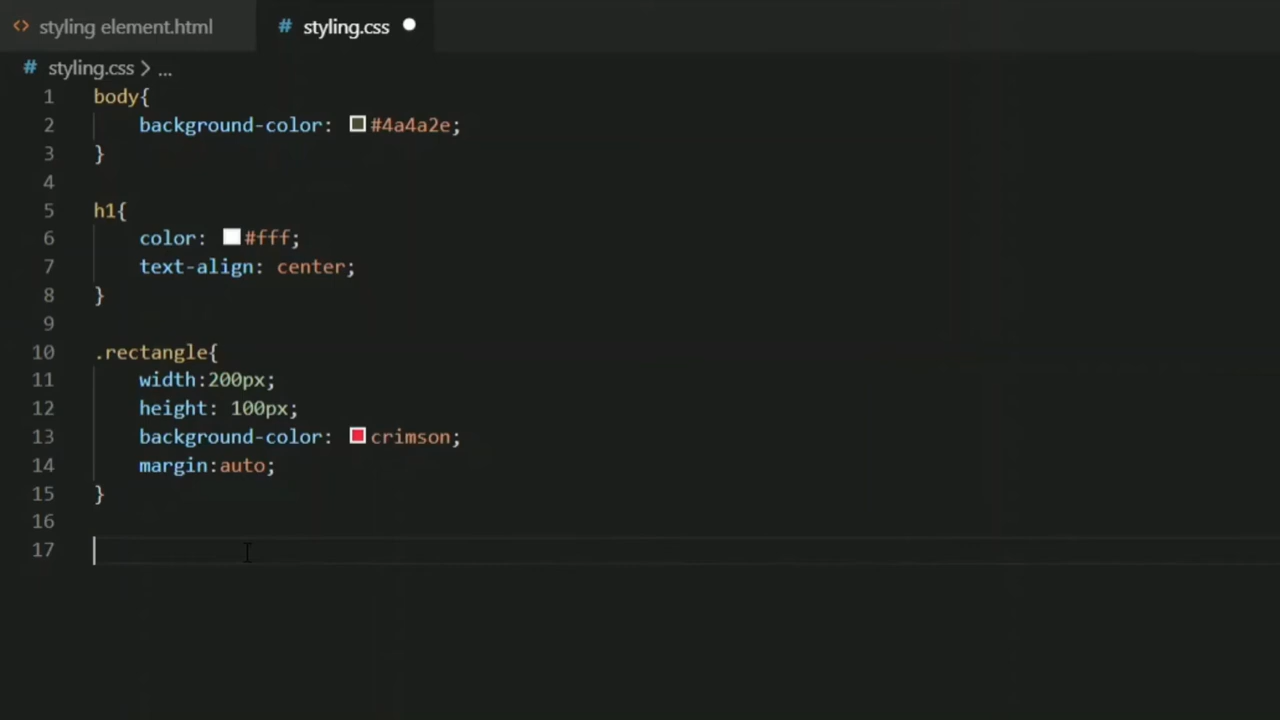 <> styling element.html # styling.css
# styling.css > ...
1 body{
2 background-color: #4a4a2e;
3 }
4
5 h1{
6 color: #fff;
7 text-align: center;
8 }
9
10 .rectangle{
11 width:200px;
12 height: 100px;
13 background-color: crimson;
14 margin:auto;
15 }
16
17